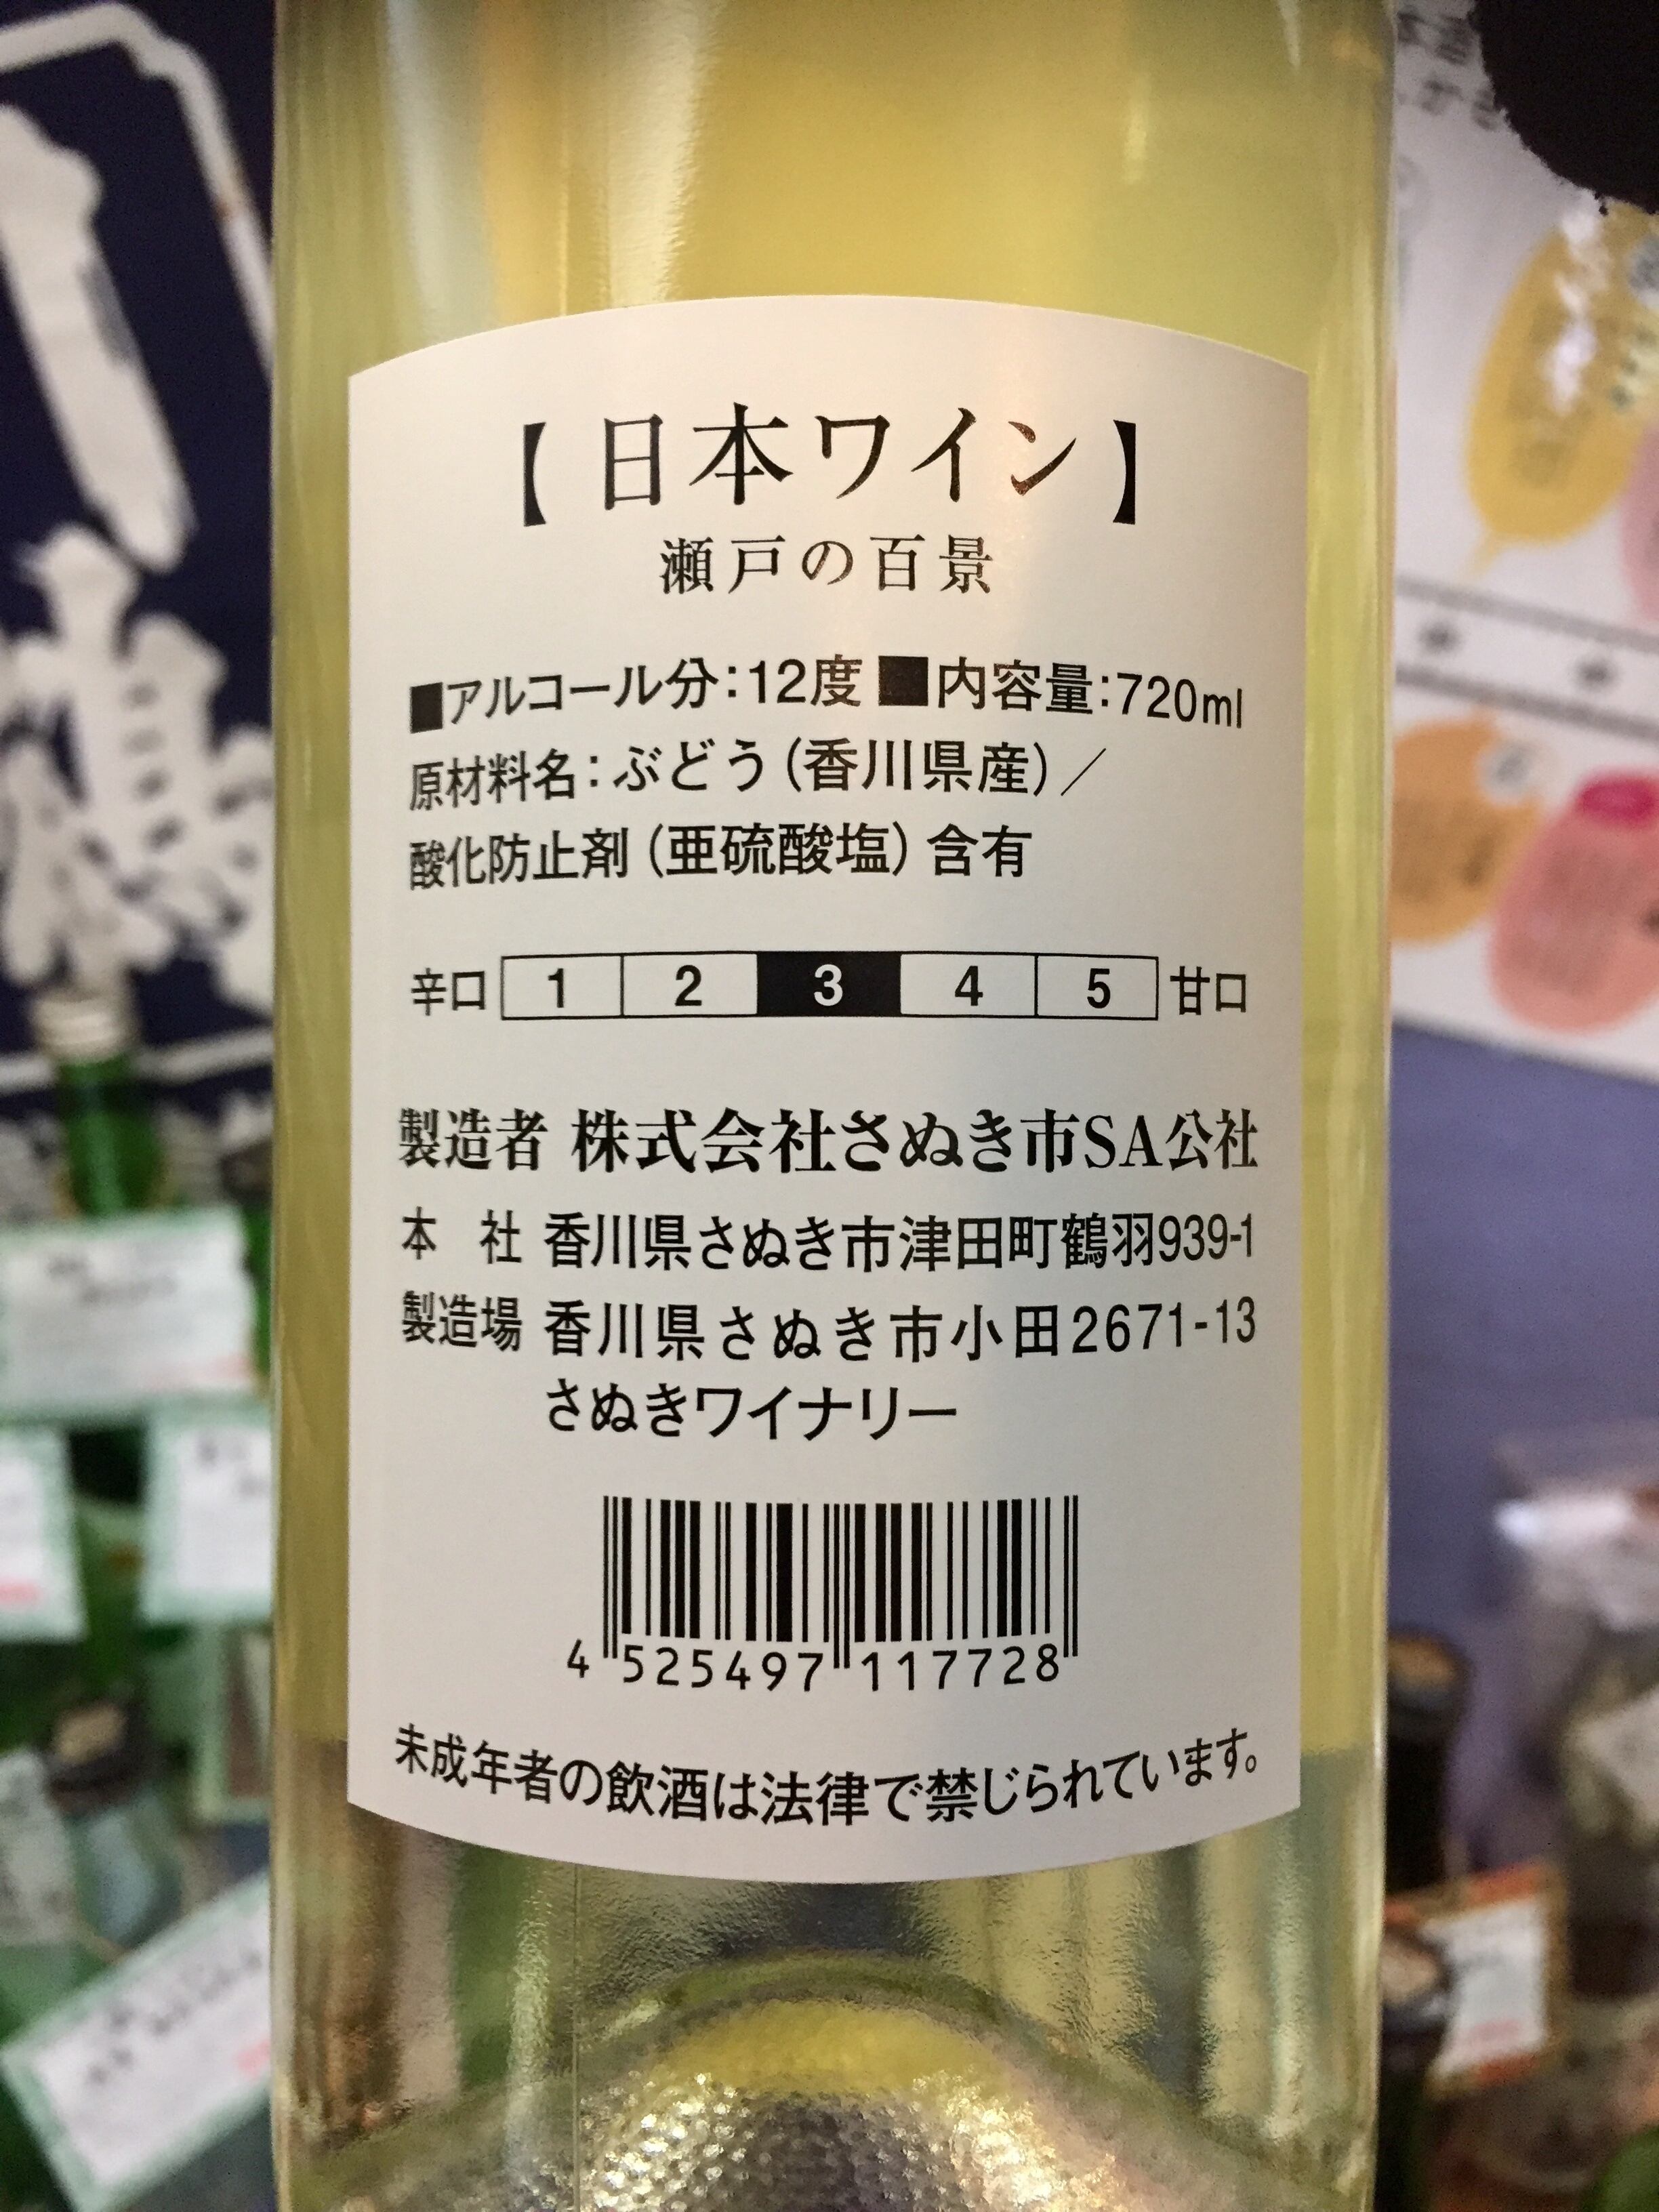 【日本ワイン】
瀬戸の百景
■アルコール分:12度 ■内容量:720ml
原材料名:ぶどう(香川県産)/
酸化防止剤(亜硫酸塩)含有
辛口 1 2 3 4 5 甘口
製造者 株式会社さぬき市SA公社
本 社 香川県さぬき市津田町鶴羽939-1
製造場 香川県さぬき市小田2671-13
さぬきワイナリー
4 525497 117728
未成年者の飲酒は法律で禁じられています。